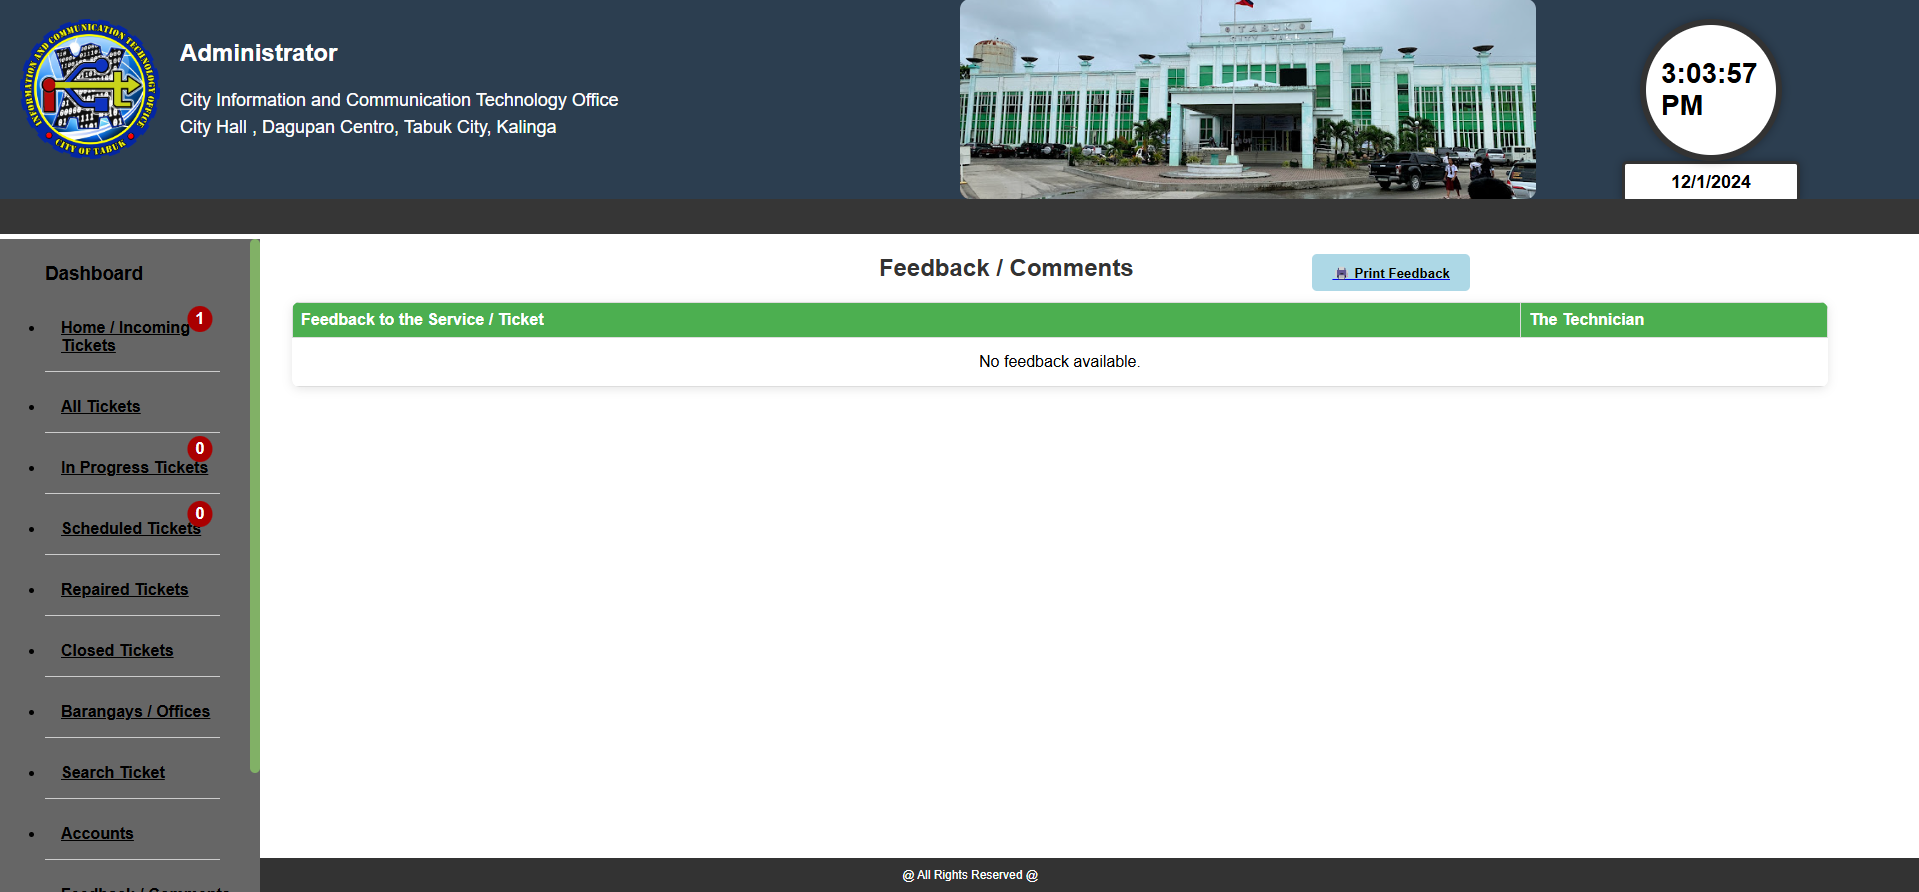 INFORMATION AND COMMUNICATION TECHNOLOGY OFFICE
CITY OF TABUK
Administrator
City Information and Communication Technology Office
City Hall , Dagupan Centro, Tabuk City, Kalinga
TABUK
CITY HALL
3:03:57
PM
12/1/2024
Dashboard
Home / Incoming
Tickets
1
All Tickets
In Progress Tickets
0
Scheduled Tickets
0
Repaired Tickets
Closed Tickets
Barangays / Offices
Search Ticket
Accounts
Feedback / Comments
Feedback / Comments
Print Feedback
Feedback to the Service / Ticket
The Technician
No feedback available.
@ All Rights Reserved @